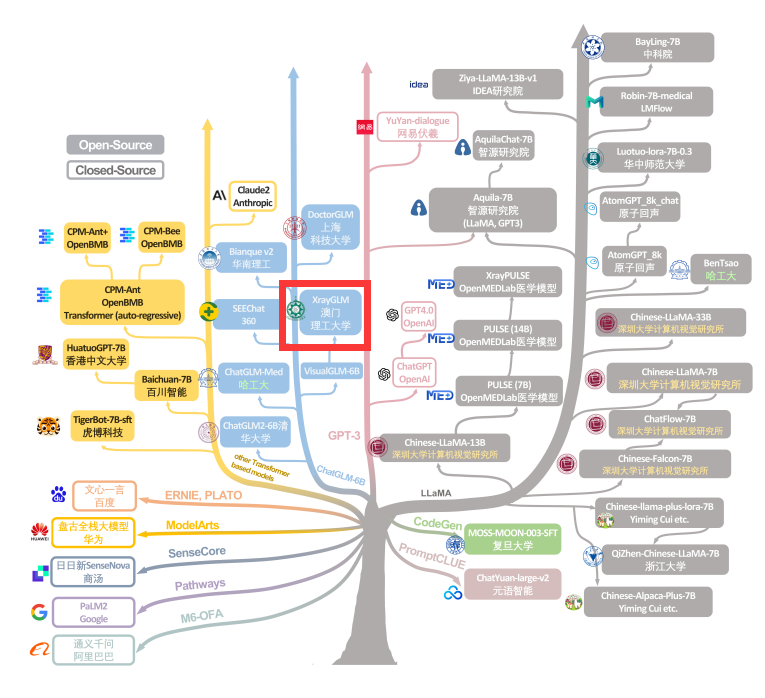 BayLing-7B
中科院
idea
Ziya-LLaMA-13B-v1
IDEA研究院
Robin-7B-medical
LMFlow
网易
YuYan-dialogue
网易伏羲
AquilaChat-7B
智源研究院
Luotuo-lora-7B-0.3
华中师范大学
Open-Source
Closed-Source
A\
Claude2
Anthropic
DoctorGLM
上海
科技大学
Aquila-7B
智源研究院
(LLaMA, GPT3)
AtomGPT_8k_chat
原子回声
CPM-Ant+
OpenBMB
CPM-Bee
OpenBMB
Bianque v2
华南理工
AtomGPT_8k
原子回声
BenTsao
哈工大
CPM-Ant
OpenBMB
Transformer (auto-regressive)
SEEChat
360
XrayGLM
澳门
理工大学
MED
XrayPULSE
OpenMEDLab医学模型
GPT4.0
OpenAI
MED
PULSE (14B)
OpenMEDLab医学模型
Chinese-LLaMA-33B
深圳大学计算机视觉研究所
HuatuoGPT-7B
香港中文大学
Baichuan-7B
百川智能
ChatGLM-Med
哈工大
VisualGLM-6B
ChatGPT
OpenAI
MED
PULSE (7B)
OpenMEDLab医学模型
Chinese-LLaMA-7B
深圳大学计算机视觉研究所
TigerBot-7B-sft
虎博科技
ChatGLM2-6B清
华大学
GPT-3
Chinese-LLaMA-13B
深圳大学计算机视觉研究所
ChatFlow-7B
深圳大学计算机视觉研究所
other Transformer
based models
ChatGLM-6B
Chinese-Falcon-7B
深圳大学计算机视觉研究所
文心一言
百度
ERNIE, PLATO
LLaMA
Chinese-llama-plus-lora-7B
Yiming Cui etc.
HUAWEI
盘古全栈大模型
华为
ModelArts
CodeGen
MOSS-MOON-003-SFT
复旦大学
QiZhen-Chinese-LLaMA-7B
浙江大学
日日新SenseNova
商汤
SenseCore
PromptCLUE
ChatYuan-large-v2
元语智能
Chinese-Alpaca-Plus-7B
Yiming Cui etc.
PaLM2
Google
Pathways
通义千问
阿里巴巴
M6-OFA